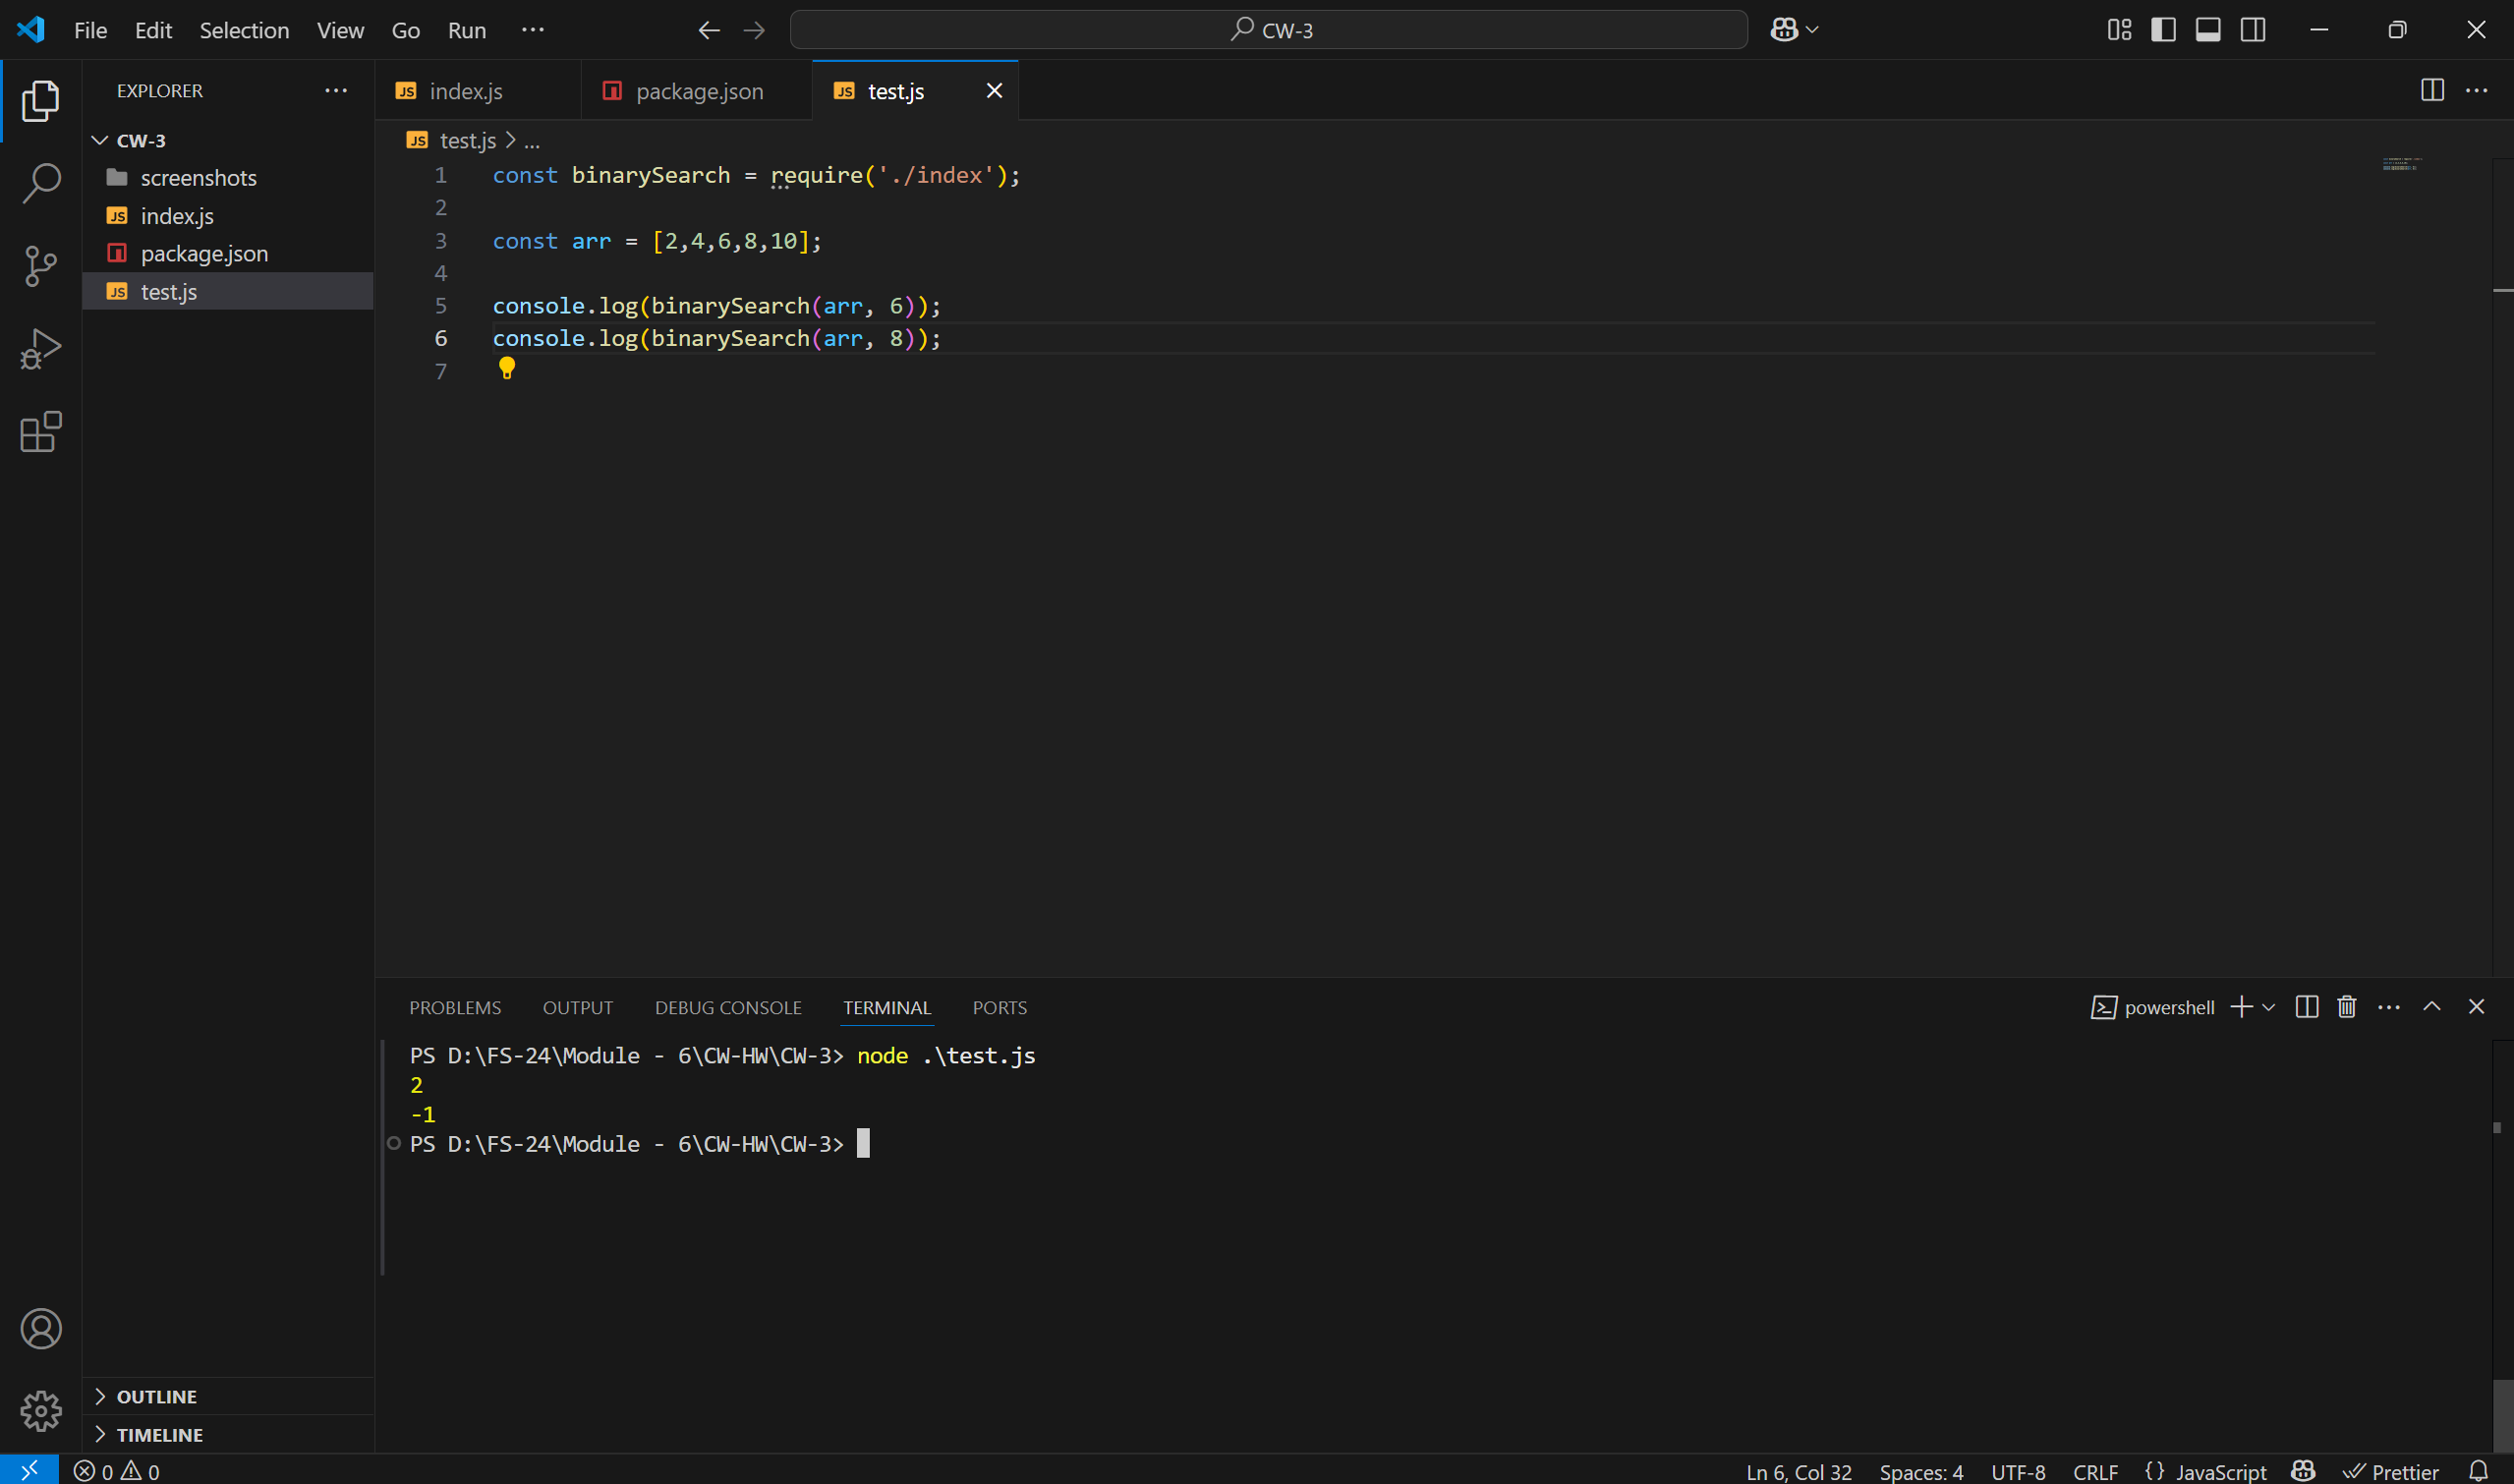 File Edit Selection View Go Run ...
CW-3
EXPLORER ...
CW-3
screenshots
JS index.js
package.json
JS test.js
OUTLINE
TIMELINE
JS index.js
package.json
JS test.js
JS test.js > ...
1 const binarySearch = require('./index');
2
3 const arr = [2,4,6,8,10];
4
5 console.log(binarySearch(arr, 6));
6 console.log(binarySearch(arr, 8));
7
PROBLEMS OUTPUT DEBUG CONSOLE TERMINAL PORTS
powershell
PS D:\FS-24\Module - 6\CW-HW\CW-3> node .\test.js
2
-1
PS D:\FS-24\Module - 6\CW-HW\CW-3>
0 0
Ln 6, Col 32 Spaces: 4 UTF-8 CRLF {} JavaScript Prettier